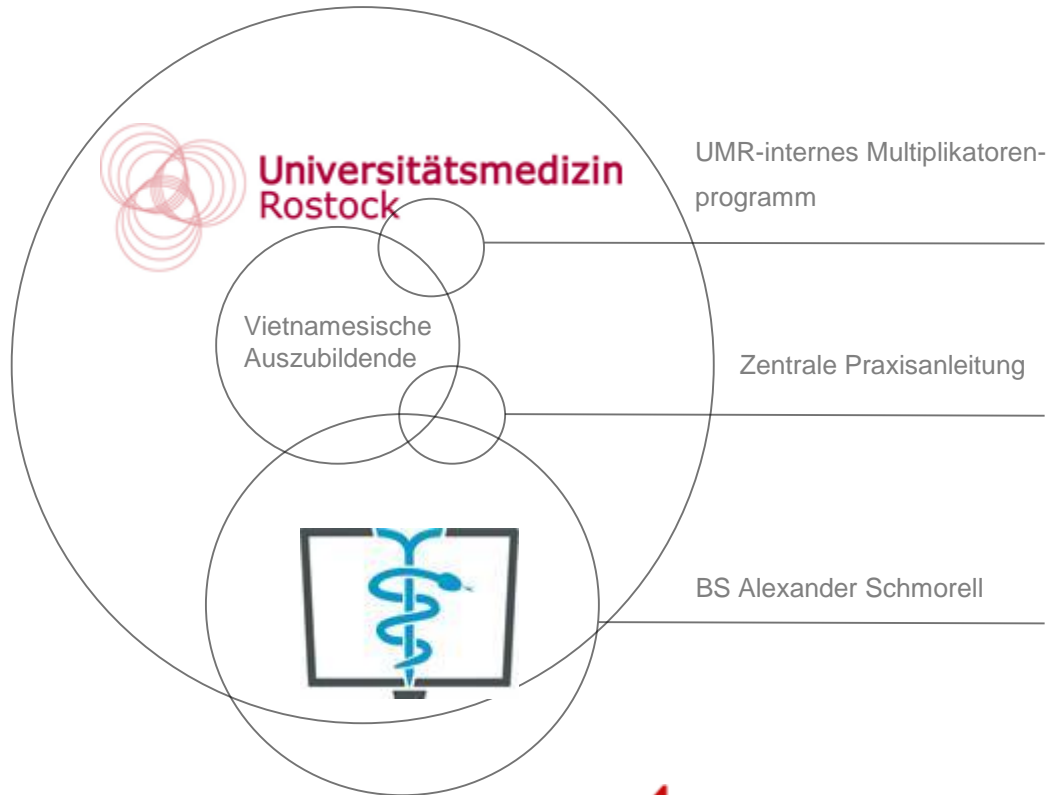 UMR-internes Multiplikatoren-
programm
Universitätsmedizin
Rostock
Vietnamesische
Auszubildende
Zentrale Praxisanleitung
BS Alexander Schmorell